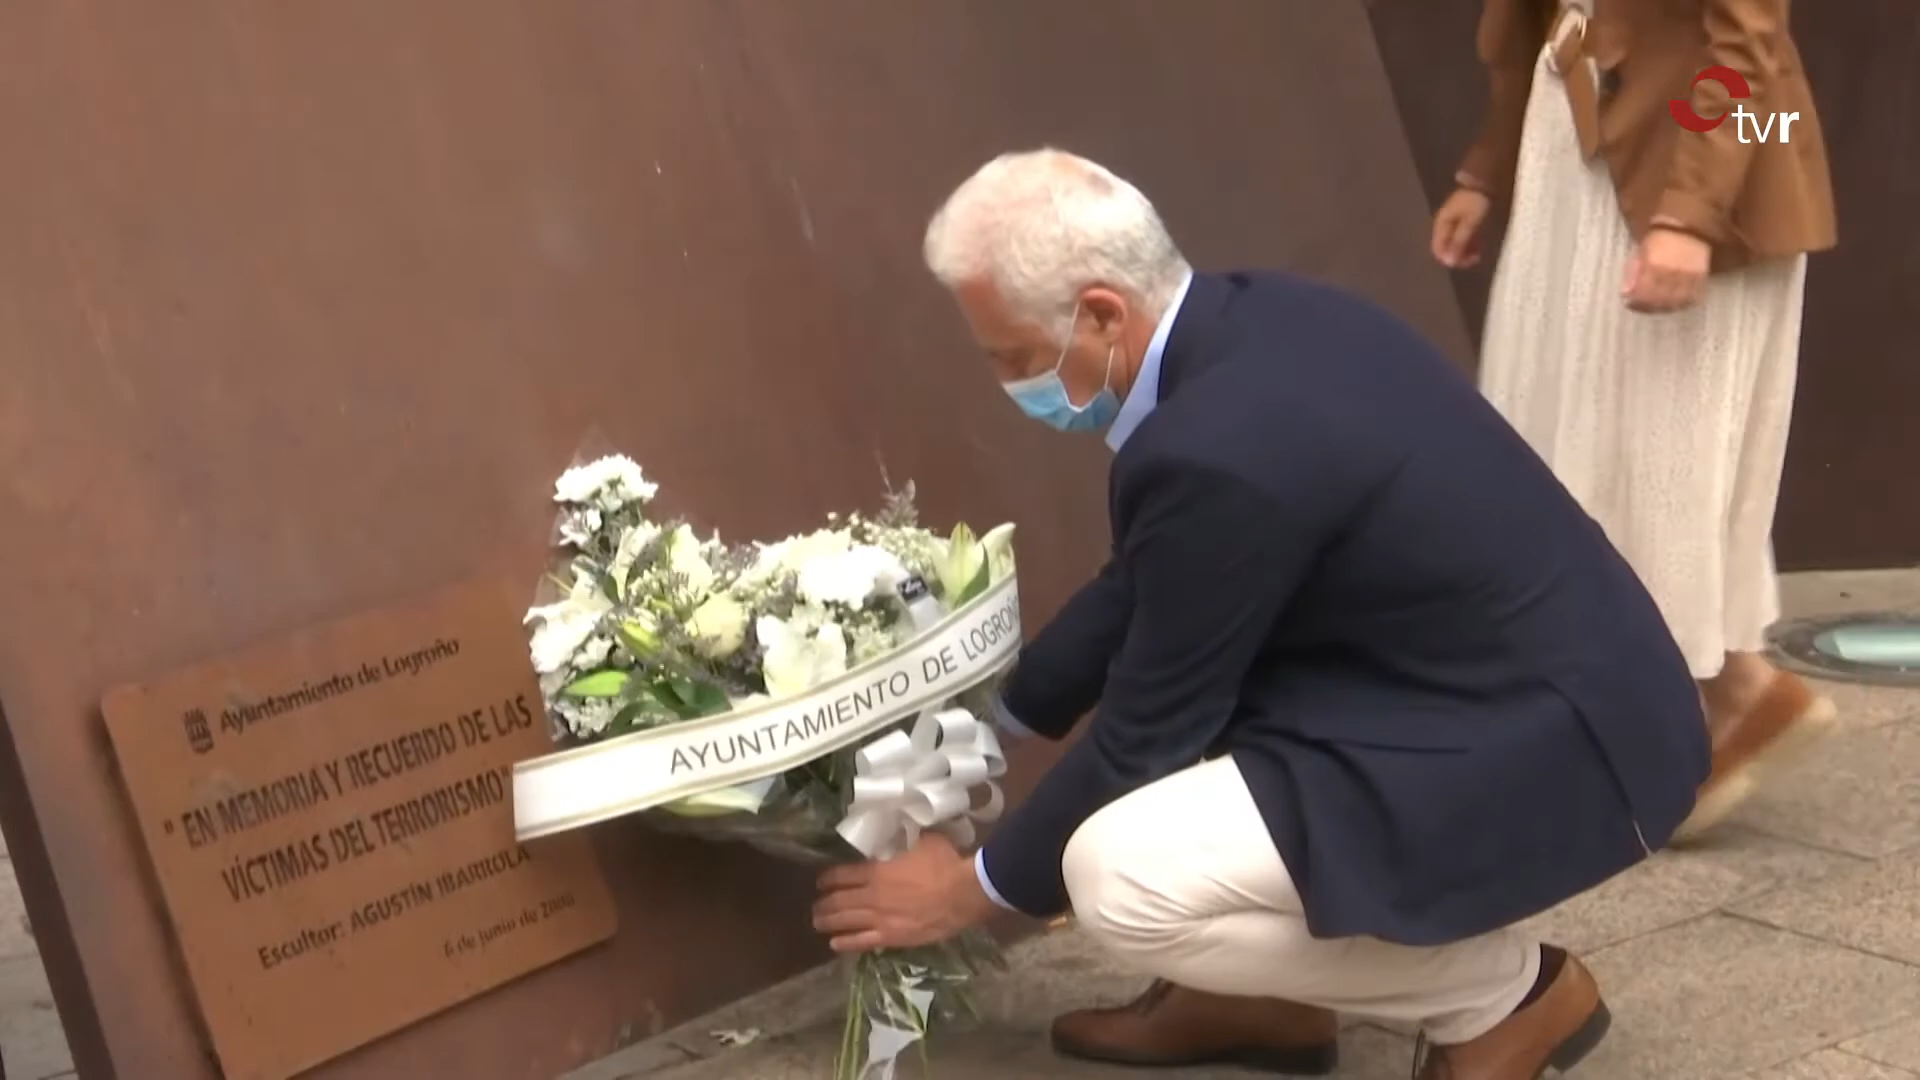 tvr
Ayuntamiento de Logroño
"EN MEMORIA Y RECUERDO DE LAS
VÍCTIMAS DEL TERRORISMO"
Escultor: AGUSTÍN IBARROLA
6 de junio de 2008
AYUNTAMIENTO DE LOGROÑO